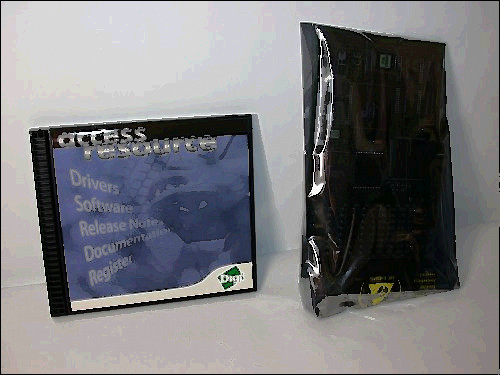 access
resource
Drivers
Software
Release Notes
Documentation
Register
Digi